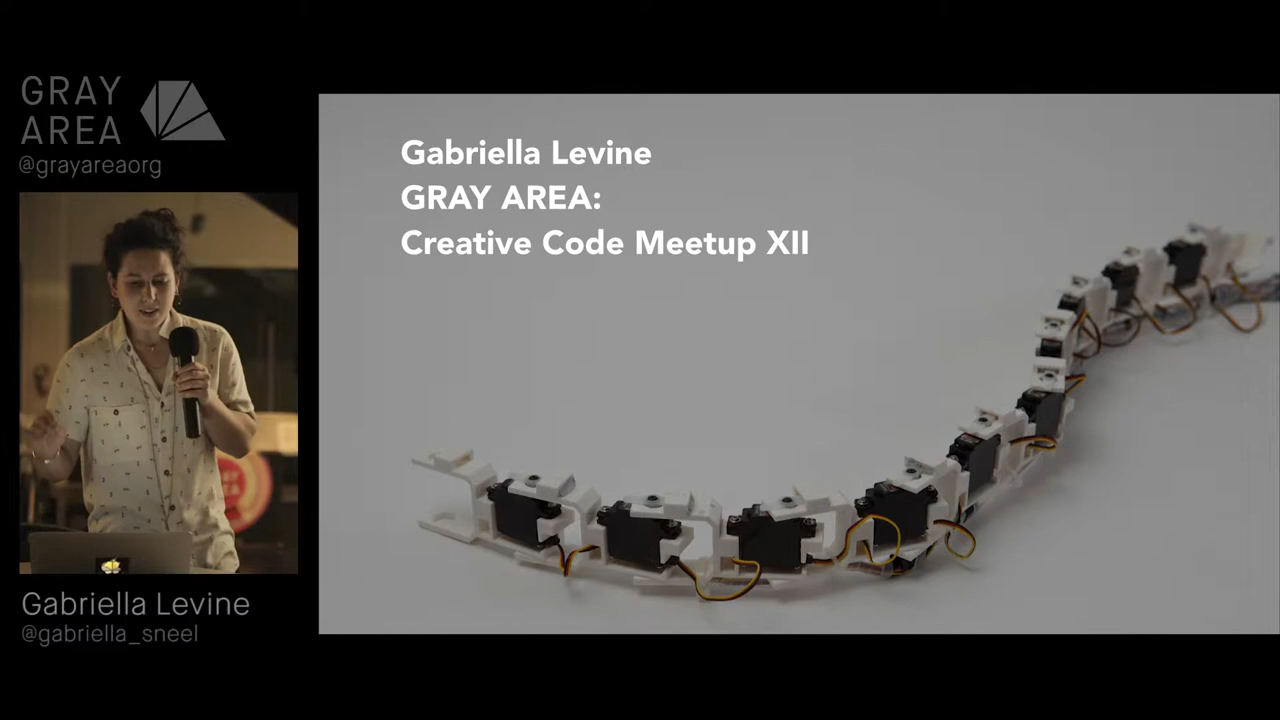 GRAY
AREA
@grayareaorg
Gabriella Levine
@gabriella_sneel
Gabriella Levine
GRAY AREA:
Creative Code Meetup XII